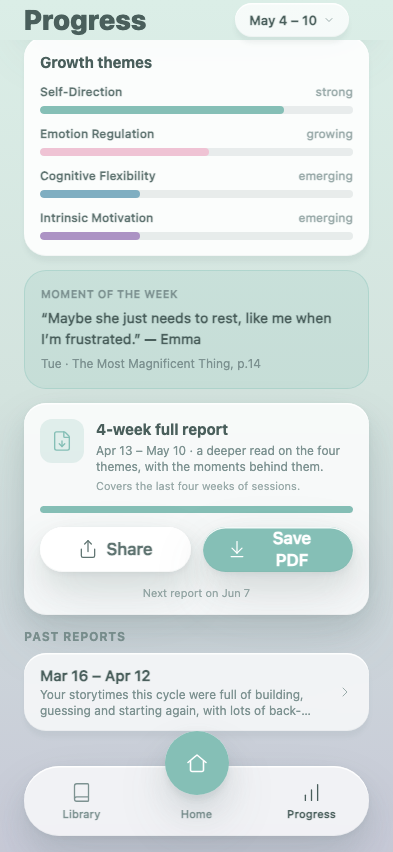 Progress
May 4 – 10
Growth themes
Self-Direction strong
Emotion Regulation growing
Cognitive Flexibility emerging
Intrinsic Motivation emerging
MOMENT OF THE WEEK
“Maybe she just needs to rest, like me when
I’m frustrated.” — Emma
Tue · The Most Magnificent Thing, p.14
4-week full report
Apr 13 – May 10 · a deeper read on the four
themes, with the moments behind them.
Covers the last four weeks of sessions.
Share
Save
PDF
Next report on Jun 7
PAST REPORTS
Mar 16 – Apr 12
Your storytimes this cycle were full of building,
guessing and starting again, with lots of back-…
Library Home Progress